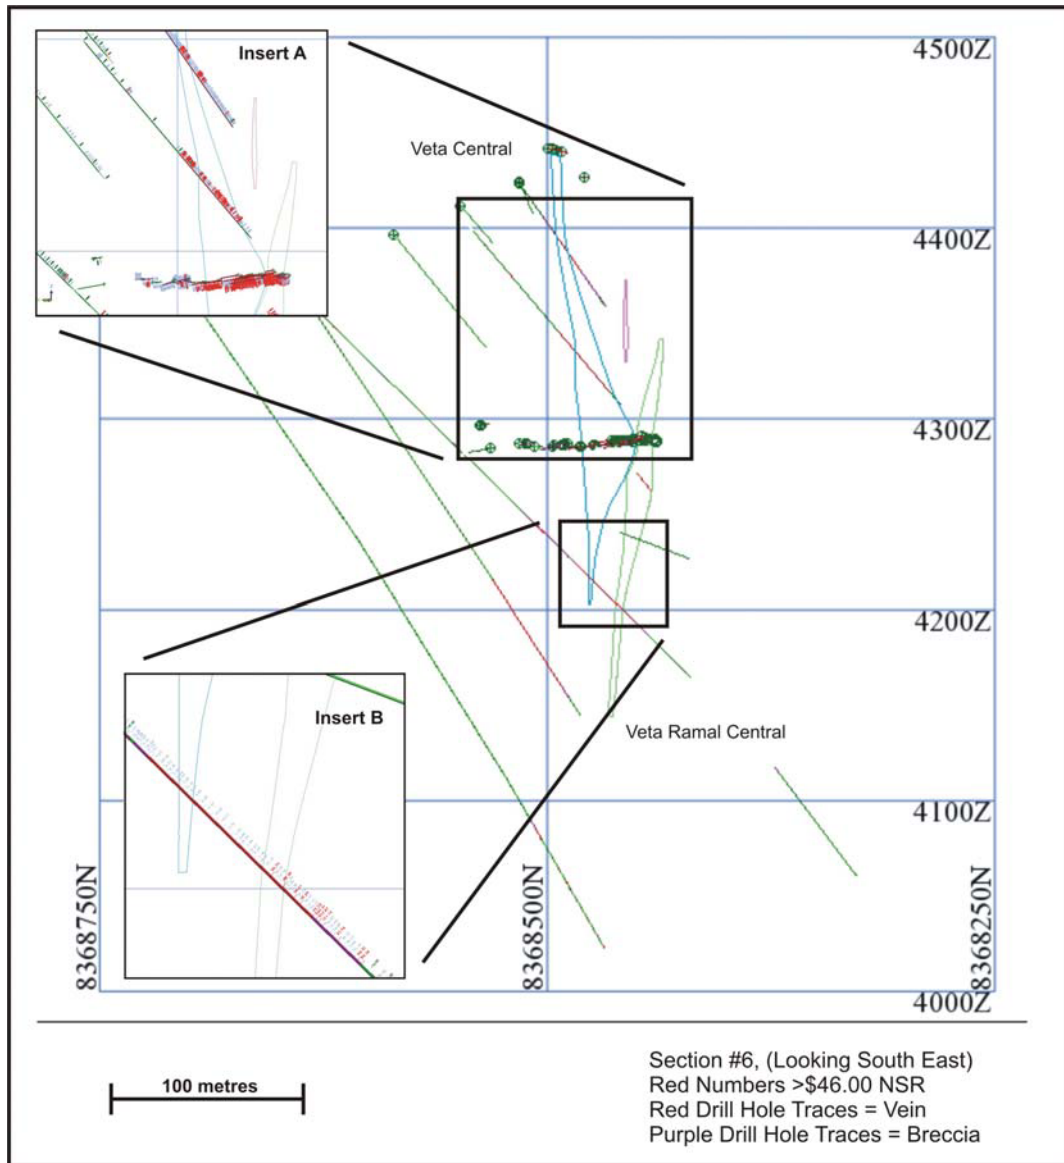 Insert A
4500Z
Veta Central
4400Z
4300Z
4200Z
Insert B
Veta Ramal Central
4100Z
8368750N
8368500N
8368250N
4000Z
100 metres
Section #6, (Looking South East)
Red Numbers >$46.00 NSR
Red Drill Hole Traces = Vein
Purple Drill Hole Traces = Breccia